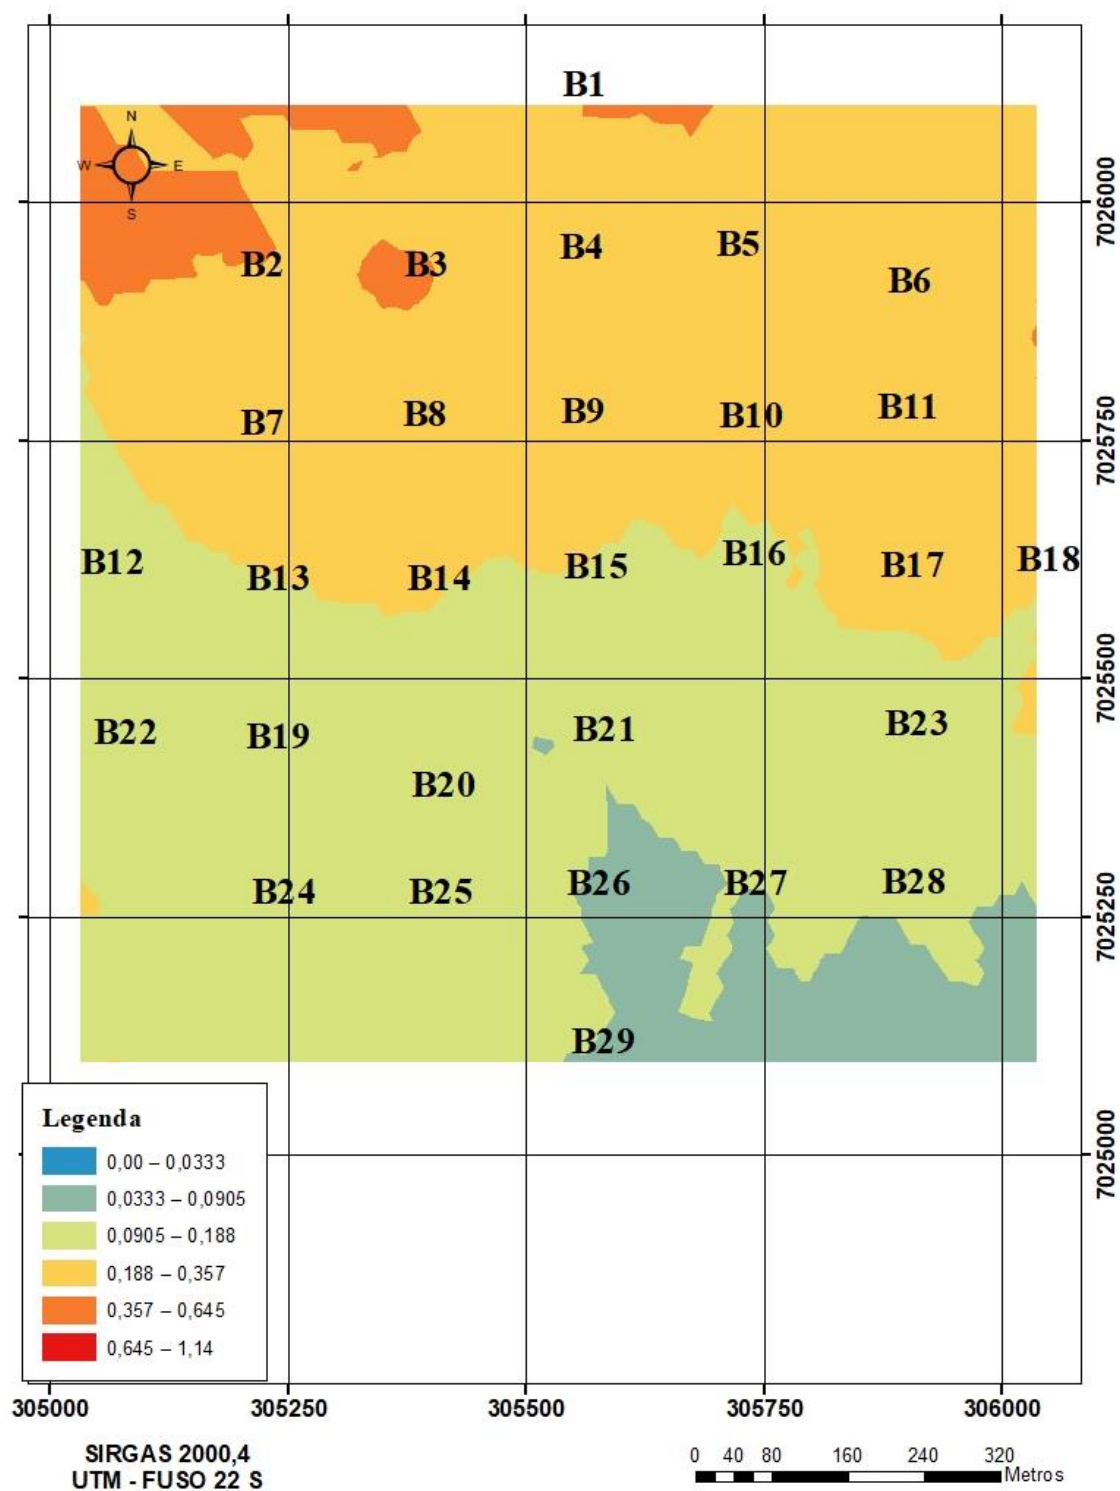 B1
N
W E
S
7026000
B2 B3 B4 B5 B6
7025750
B7 B8 B9 B10 B11
B12 B13 B14 B15 B16 B17 B18
7025500
B22 B19 B20 B21 B23
7025250
B24 B25 B26 B27 B28
B29
7025000
Legenda
0,00 – 0,0333
0,0333 – 0,0905
0,0905 – 0,188
0,188 – 0,357
0,357 – 0,645
0,645 – 1,14
305000 305250 305500 305750 306000
SIRGAS 2000,4
UTM - FUSO 22 S
0 40 80 160 240 320
Metros